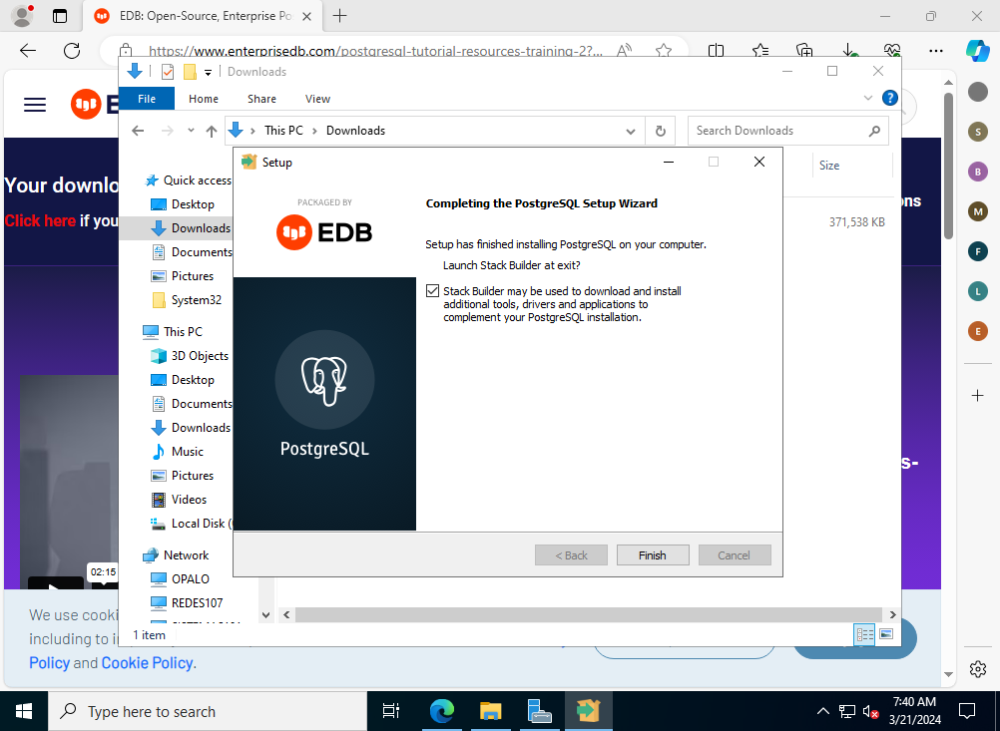 EDB: Open-Source, Enterprise Po
https://www.enterprisedb.com/postgresql-tutorial-resources-training-2?...
Downloads
File
Home
Share
View
This PC
Downloads
Search Downloads
Your downlo
ons
Click here if you
Quick access
Desktop
Downloads
Documents
Pictures
System32
This PC
3D Objects
Desktop
Documents
Downloads
Music
Pictures
Videos
Local Disk (
Network
OPALO
REDES107
1 item
Size
371,538 KB
Setup
PACKAGED BY
EDB
PostgreSQL
Completing the PostgreSQL Setup Wizard
Setup has finished installing PostgreSQL on your computer.
Launch Stack Builder at exit?
Stack Builder may be used to download and install
additional tools, drivers and applications to
complement your PostgreSQL installation.
< Back
Finish
Cancel
s-
02:15
We use cooki
including to i
Policy and Cookie Policy.
S
B
M
F
L
E
Type here to search
7:40 AM
3/21/2024